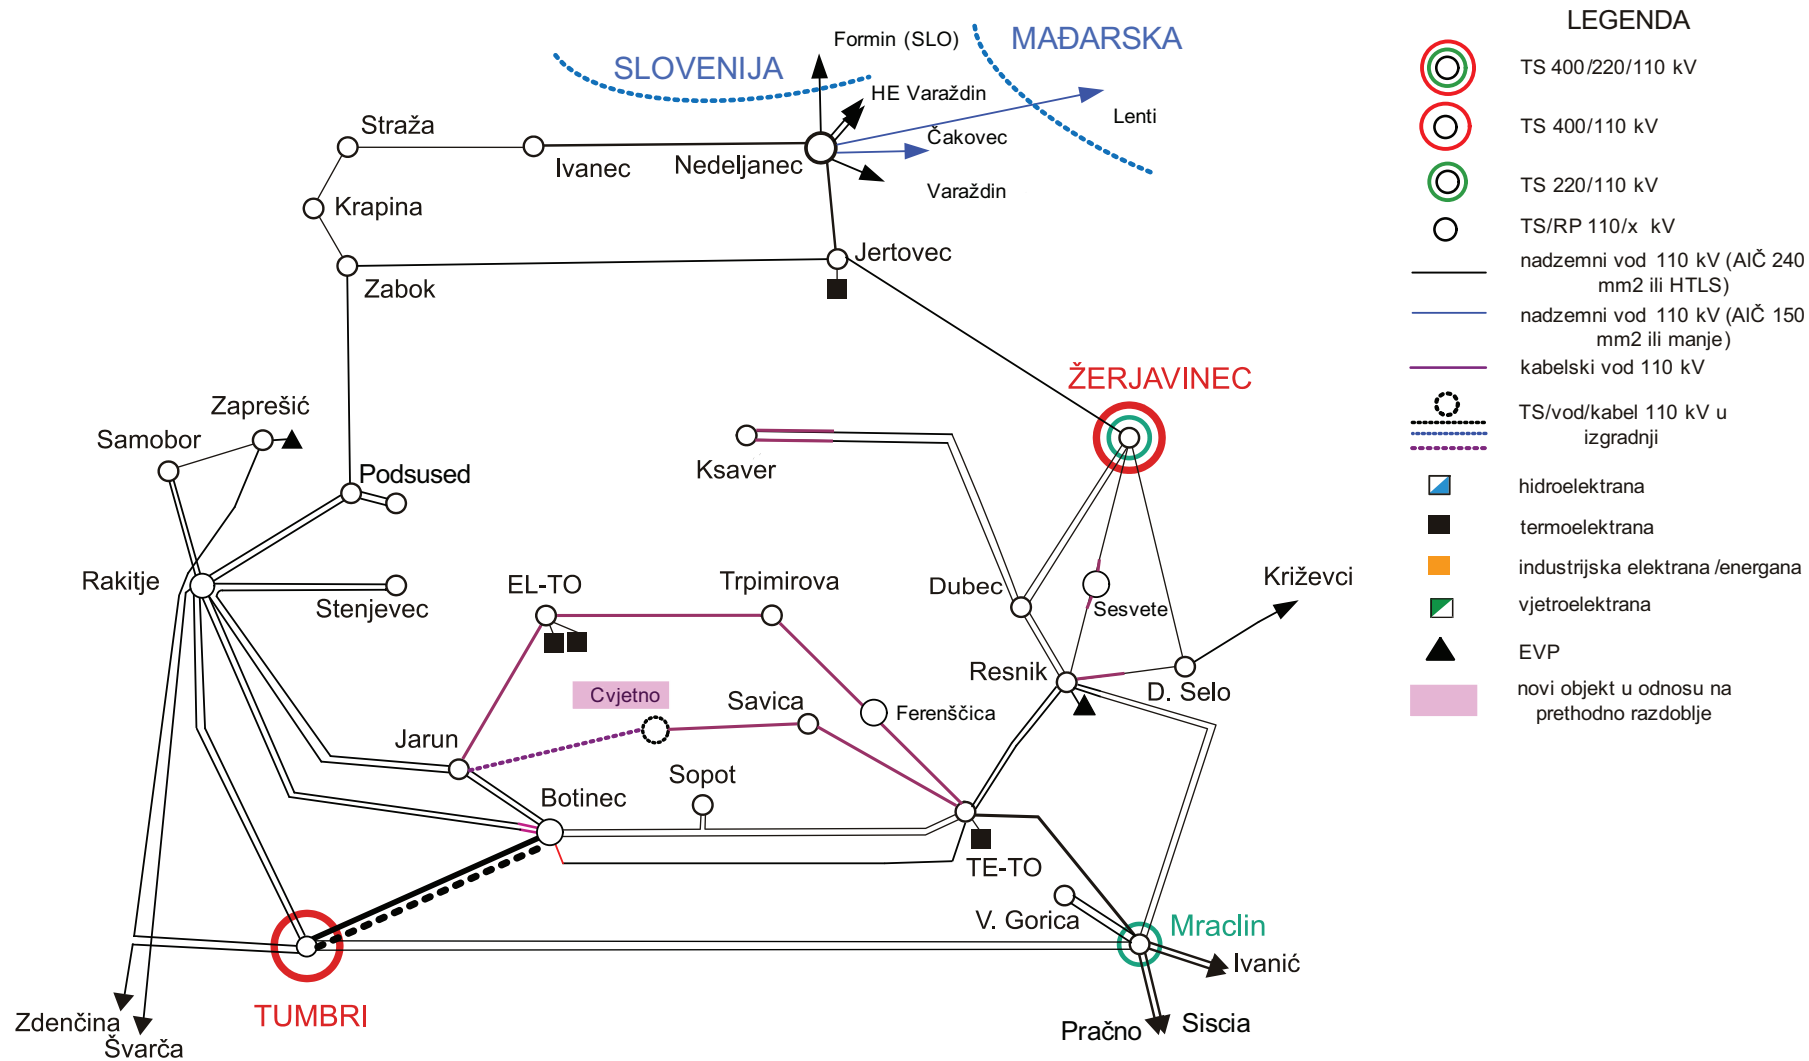 LEGENDA
Formin (SLO)
MAĐARSKA
SLOVENIJA
TS 400/220/110 kV
HE Varaždin
Lenti
Straža
Čakovec
TS 400/110 kV
Ivanec
Nedeljanec
Varaždin
TS 220/110 kV
Krapina
TS/RP 110/x kV
Jertovec
Zabok
nadzemni vod 110 kV (AlČ 240
mm2 ili HTLS)
nadzemni vod 110 kV (AlČ 150
mm2 ili manje)
ŽERJAVINEC
kabelski vod 110 kV
Zaprešić
TS/vod/kabel 110 kV u
izgradnji
Samobor
Podsused
Ksaver
hidroelektrana
termoelektrana
Rakitje
Stenjevec
EL-TO
Trpimirova
Dubec
Sesvete
Križevci
industrijska elektrana /energana
vjetroelektrana
EVP
Resnik
D. Selo
Cvjetno
Savica
Ferenščica
novi objekt u odnosu na
prethodno razdoblje
Jarun
Sopot
Botinec
TE-TO
V. Gorica
Mraclin
Ivanić
TUMBRI
Zdenčina
Švarča
Pračno
Siscia